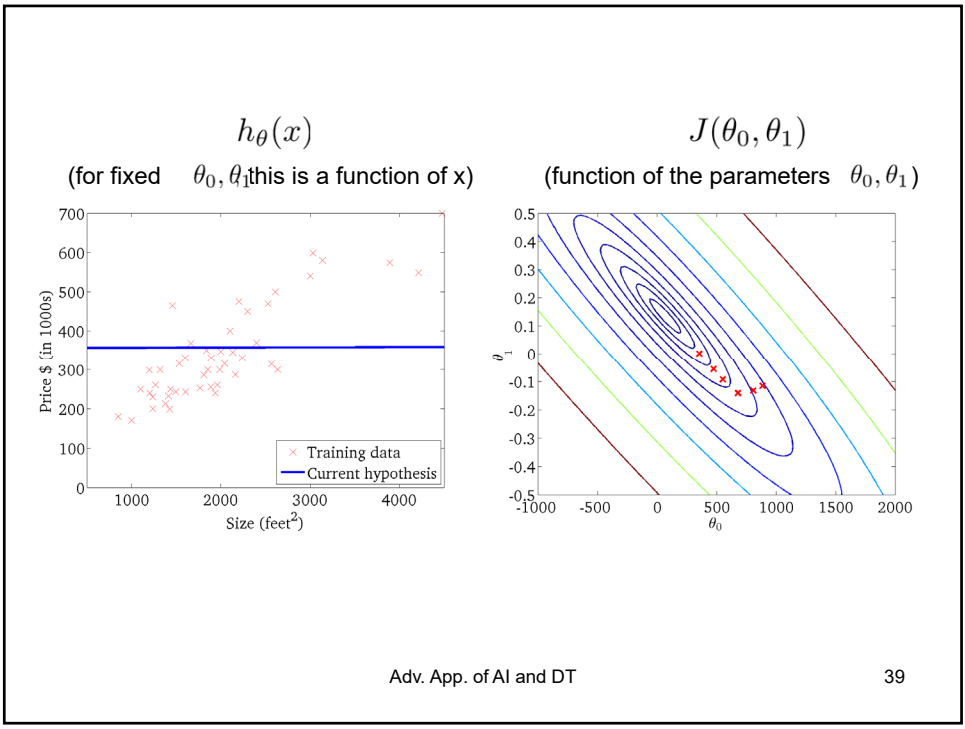 h_θ(x)
(for fixed θ₀, θ₁ this is a function of x)
700
600
500
400
300
200
100
0
Price $ (in 1000s)
1000 2000 3000 4000
Size (feet²)
Training data
Current hypothesis
J(θ₀, θ₁)
(function of the parameters θ₀, θ₁)
0.5
0.4
0.3
0.2
0.1
0
-0.1
-0.2
-0.3
-0.4
-0.5
θ₁
-1000 -500 0 500 1000 1500 2000
θ₀
Adv. App. of AI and DT 39